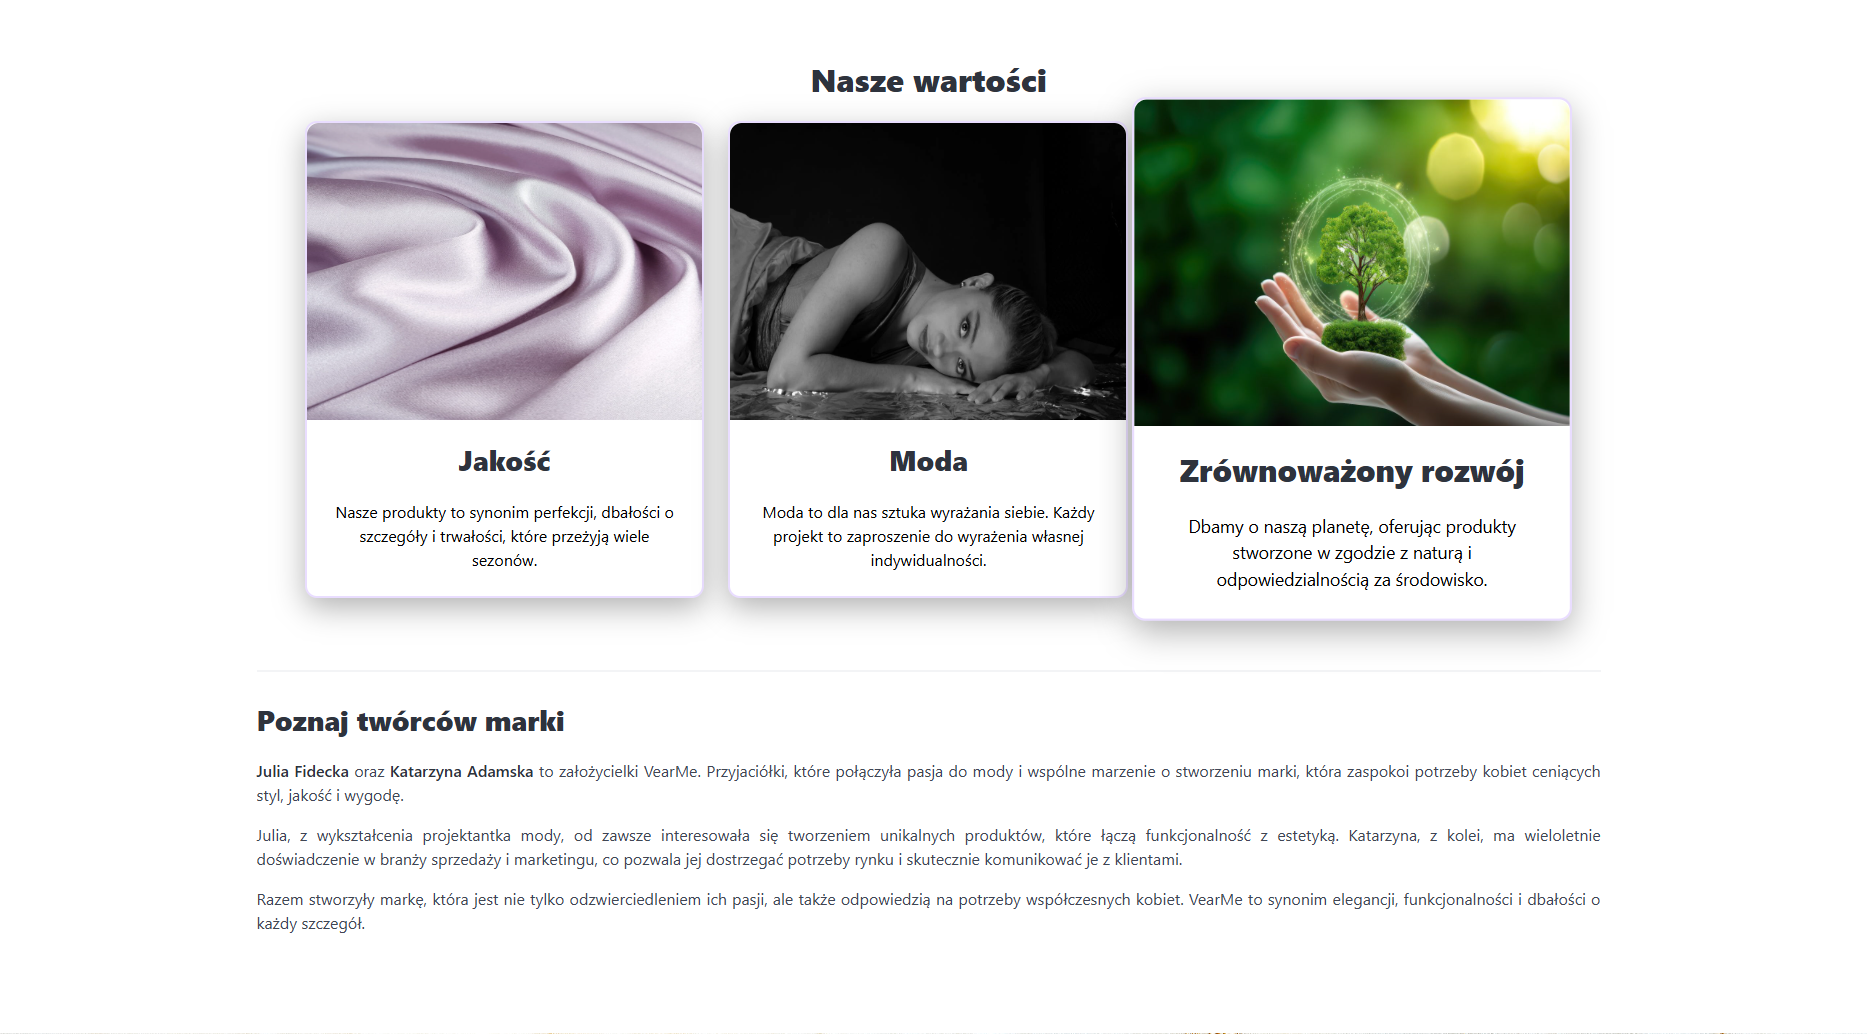 Nasze wartości
Jakość
Nasze produkty to synonim perfekcji, dbałości o
szczegóły i trwałości, które przeżyją wiele
sezonów.
Moda
Moda to dla nas sztuka wyrażania siebie. Każdy
projekt to zaproszenie do wyrażenia własnej
indywidualności.
Zrównoważony rozwój
Dbamy o naszą planetę, oferując produkty
stworzone w zgodzie z naturą i
odpowiedzialnością za środowisko.
Poznaj twórców marki
Julia Fidecka oraz Katarzyna Adamska to założycielki VearMe. Przyjaciółki, które połączyła pasja do mody i wspólne marzenie o stworzeniu marki, która zaspokoi potrzeby kobiet ceniących
styl, jakość i wygodę.
Julia, z wykształcenia projektantka mody, od zawsze interesowała się tworzeniem unikalnych produktów, które łączą funkcjonalność z estetyką. Katarzyna, z kolei, ma wieloletnie
doświadczenie w branży sprzedaży i marketingu, co pozwala jej dostrzegać potrzeby rynku i skutecznie komunikować je z klientami.
Razem stworzyły markę, która jest nie tylko odzwierciedleniem ich pasji, ale także odpowiedzią na potrzeby współczesnych kobiet. VearMe to synonim elegancji, funkcjonalności i dbałości o
każdy szczegół.